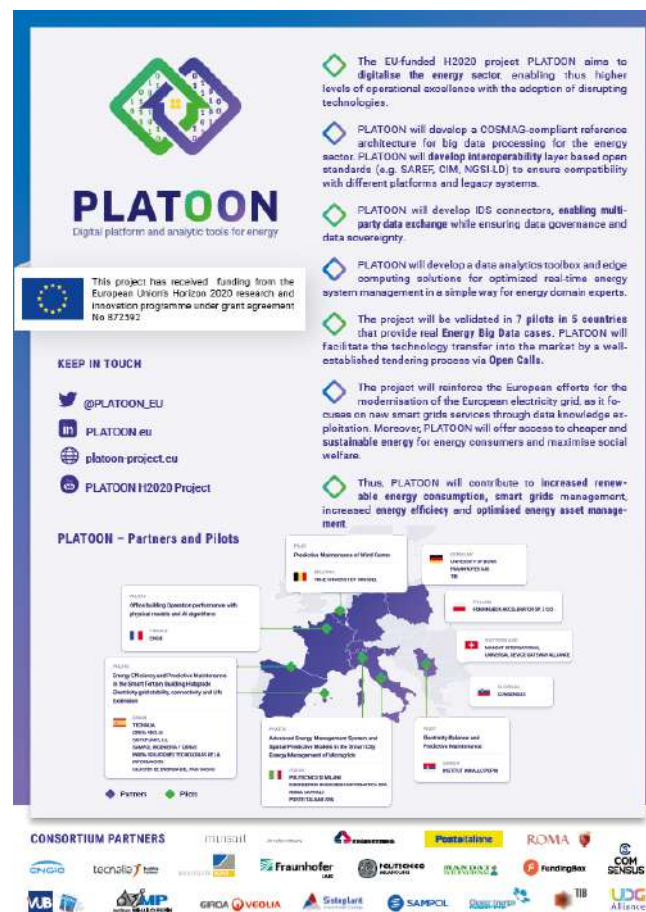 PLATOON
Digital platform and analytic tools for energy
This project has received funding from the
European Union's Horizon 2020 research and
innovation programme under grant agreement
No 872592
KEEP IN TOUCH
@PLATOON_EU
PLATOON.eu
platoon-project.eu
PLATOON H2020 Project
The EU-funded H2020 project PLATOON aims to
digitalise the energy sector, enabling thus higher
levels of operational excellence with the adoption of disrupting
technologies.
PLATOON will develop a COSMAG-compliant reference
architecture for big data processing for the energy
sector. PLATOON will develop interoperability layer based open
standards (e.g. SAREF, CIM, NGSI-LD) to ensure compatibility
with different platforms and legacy systems.
PLATOON will develop IDS connectors, enabling multi-
party data exchange while ensuring data governance and
data sovereignty.
PLATOON will develop a data analytics toolbox and edge
computing solutions for optimized real-time energy
system management in a simple way for energy domain experts.
The project will be validated in 7 pilots in 5 countries
that provide real Energy Big Data cases. PLATOON will
facilitate the technology transfer into the market by a well-
established tendering process via Open Calls.
The project will reinforce the European efforts for the
modernisation of the European electricity grid, as it fo-
cuses on new smart grids services through data knowledge ex-
ploitation. Moreover, PLATOON will offer access to cheaper and
sustainable energy for energy consumers and maximise social
welfare.
Thus, PLATOON will contribute to increased renew-
able energy consumption, smart grids management,
increased energy efficiecy and optimised energy asset manage-
ment.
PLATOON – Partners and Pilots
Predictive Maintenance of Wind Farms
Office building Operation performance with
physical models and AI algorithms
ENGIE
Energy Efficiency and Predictive Maintenance
in the Smart Tertiary Building Hubgrade
Electricity grid stability, connectivity and Life
Extension
TECNALIA
Advanced Energy Management System and
Spatial Predictive Models in the Smart City
Energy Management of Microgrids
POLITECNICO DI MILANO
Electricity Balance and
Predictive Maintenance
UNIVERSITY OF BONN
TIB
COMSENSUS
Partners
Pilots
CONSORTIUM PARTNERS
minsait
ENGINEERING
Posteitaliane
ROMA
COM
SENSUS
ENGIE
tecnalia
Fraunhofer
POLITECNICO
FundingBox
VUB
GIROA VEOLIA
Sisteplant
SAMPOL
TIB
UDG
Alliance